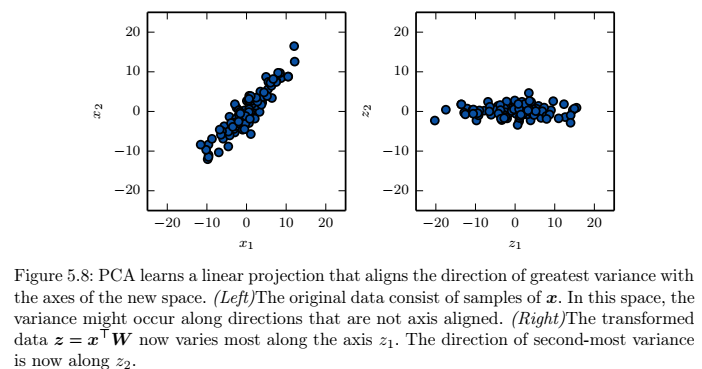 20
10
0
−10
−20
x2
−20 −10 0 10 20
x1
20
10
0
−10
−20
z2
−20 −10 0 10 20
z1
Figure 5.8: PCA learns a linear projection that aligns the direction of greatest variance with
the axes of the new space. (Left)The original data consist of samples of x. In this space, the
variance might occur along directions that are not axis aligned. (Right)The transformed
data z = x⊤W now varies most along the axis z1. The direction of second-most variance
is now along z2.